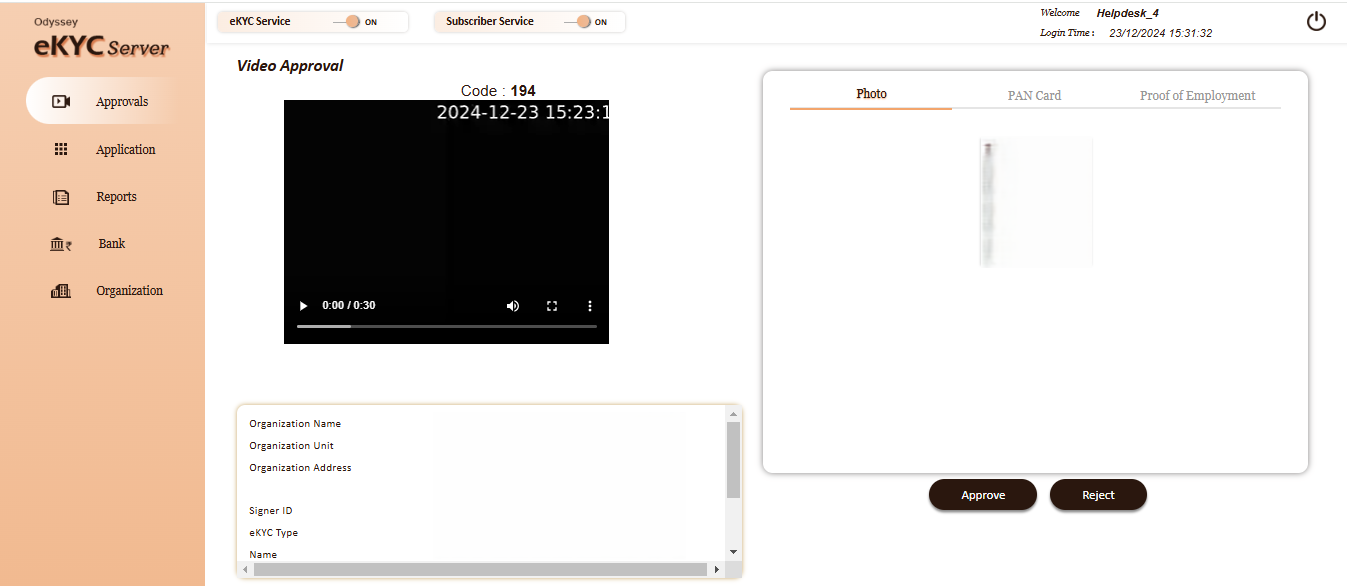 Odyssey
eKYC Server
eKYC Service ON
Subscriber Service ON
Welcome Helpdesk_4
Login Time : 23/12/2024 15:31:32
Approvals
Application
Reports
Bank
Organization
Video Approval
Code : 194
2024-12-23 15:23:1
0:00 / 0:30
Organization Name
Organization Unit
Organization Address
Signer ID
eKYC Type
Name
Photo PAN Card Proof of Employment
Approve Reject